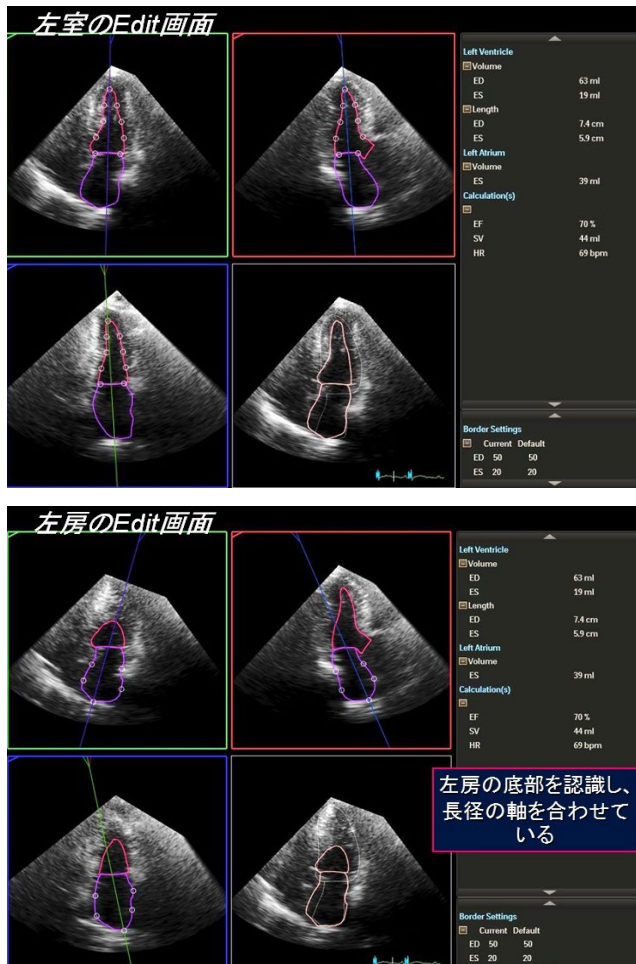 左室のEdit画面
Left Ventricle
Volume
ED 63 ml
ES 19 ml
Length
ED 7.4 cm
ES 5.9 cm
Left Atrium
Volume
ES 39 ml
Calculation(s)
EF 70 %
SV 44 ml
HR 69 bpm
Border Settings
Current Default
ED 50 50
ES 20 20
左房のEdit画面
Left Ventricle
Volume
ED 63 ml
ES 19 ml
Length
ED 7.4 cm
ES 5.9 cm
Left Atrium
Volume
ES 39 ml
Calculation(s)
EF 70 %
SV 44 ml
HR 69 bpm
左房の底部を認識し、
長径の軸を合わせて
いる
Border Settings
Current Default
ED 50 50
ES 20 20